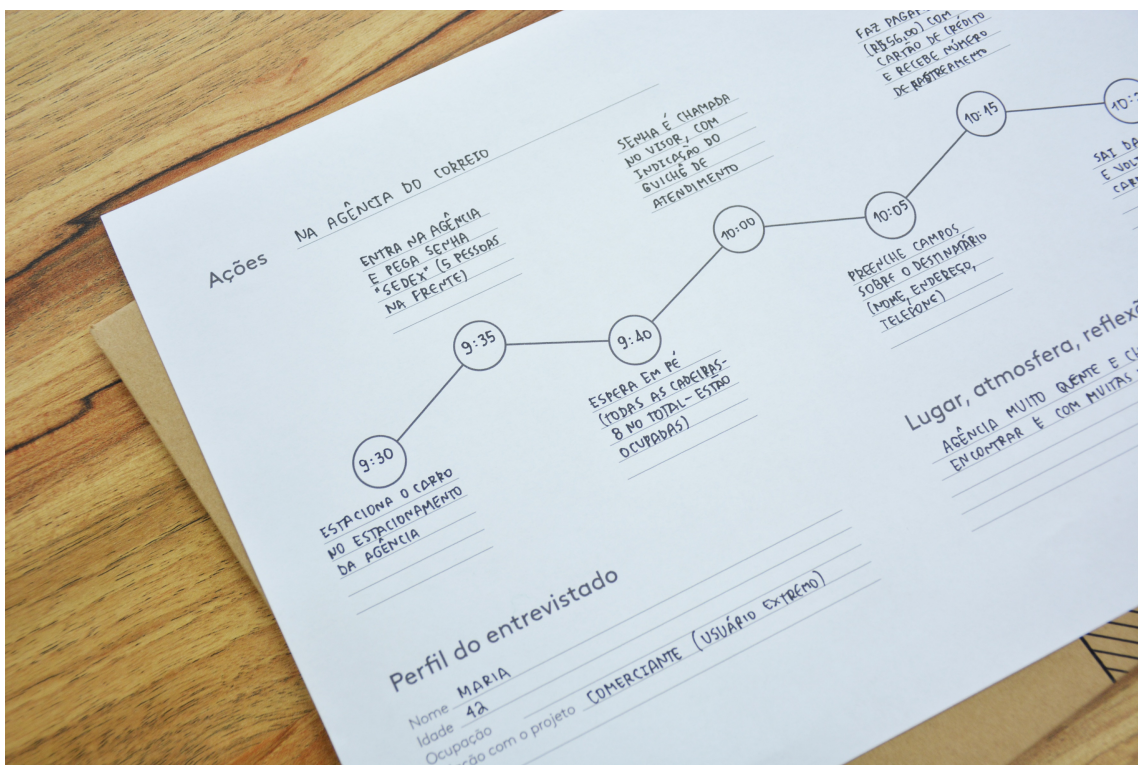 Ações
NA AGÊNCIA DO CORREIO
9:30
ESTACIONA O CARRO
NO ESTACIONAMENTO
DA AGÊNCIA
9:35
ENTRA NA AGÊNCIA
E PEGA SENHA
"SEDEX" (5 PESSOAS
NA FRENTE)
9:40
ESPERA EM PÉ
(TODAS AS CADEIRAS-
8 NO TOTAL-ESTÃO
OCUPADAS)
10:00
SENHA É CHAMADA
NO VISOR, COM
INDICAÇÃO DO
GUICHÊ DE
ATENDIMENTO
10:05
PREENCHE CAMPOS
SOBRE O DESTINATÁRIO
(NOME, ENDEREÇO,
TELEFONE)
10:15
FAZ
(R$56,00) COM
CARTÃO DE CRÉDITO
E RECEBE NÚMERO
DE RASTREAMENTO
SAI
E
Lugar, atmosfera,
AGÊNCIA MUITO QUENTE E
ENCONTRAR E COM MUITAS
Perfil do entrevistado
Nome MARIA
Idade 42
Ocupação
com o projeto COMERCIANTE (USUÁRIO EXTREMO)